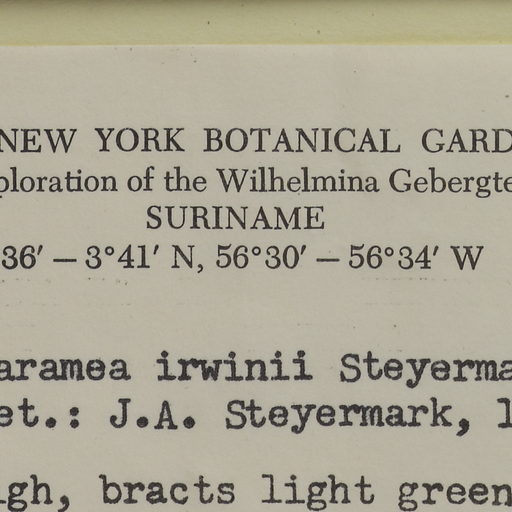 NEW YORK BOTANICAL GARD
ploration of the Wilhelmina Gebergte
SURINAME
36′ – 3°41′ N, 56°30′ – 56°34′ W
aramea irwinii Steyerma
et.: J.A. Steyermark, 1
igh, bracts light green